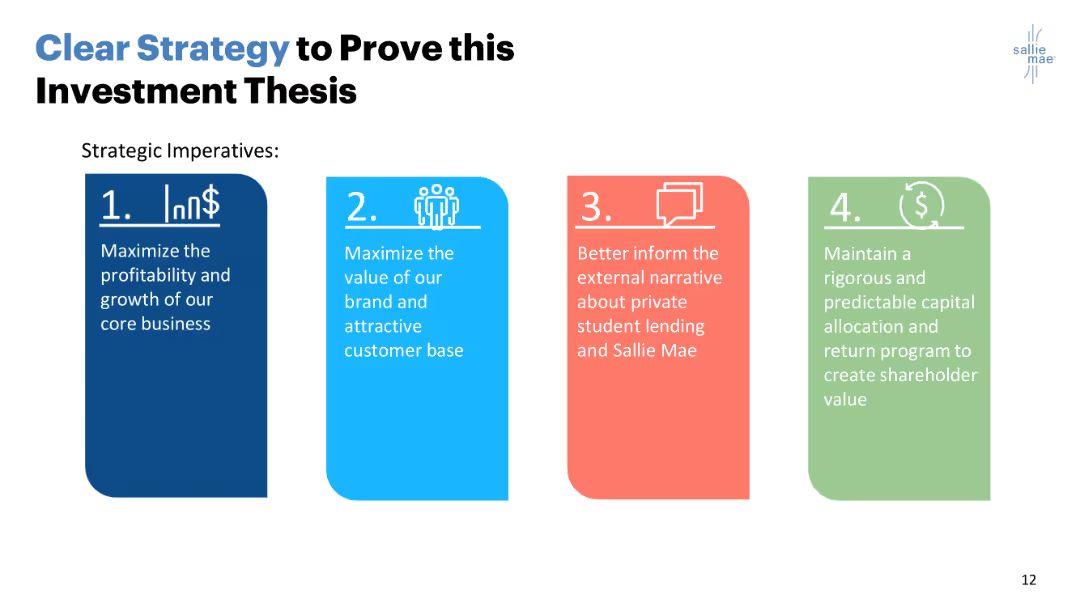 Clear Strategy to Prove this
Investment Thesis
sallie
mae
Strategic Imperatives:
1.
Maximize the
profitability and
growth of our
core business
2.
Maximize the
value of our
brand and
attractive
customer base
3.
Better inform the
external narrative
about private
student lending
and Sallie Mae
4.
Maintain a
rigorous and
predictable capital
allocation and
return program to
create shareholder
value
12